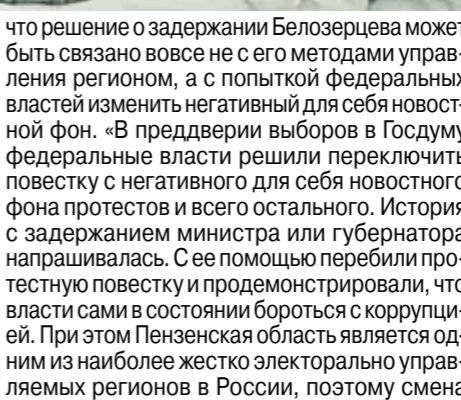 что решение о задержании Белозерцева может
быть связано вовсе не с его методами управ-
ления регионом, а с попыткой федеральных
властей изменить негативный для себя новост-
ной фон. «В преддверии выборов в Госдуму
федеральные власти решили переключить
повестку с негативного для себя новостного
фона протестов и всего остального. История
с задержанием министра или губернатора
напрашивалась. С ее помощью перебили про-
тестную повестку и продемонстрировали, что
власти сами в состоянии бороться с коррупци-
ей. При этом Пензенская область является од-
ним из наиболее жестко электорально управ-
ляемых регионов в России, поэтому смена